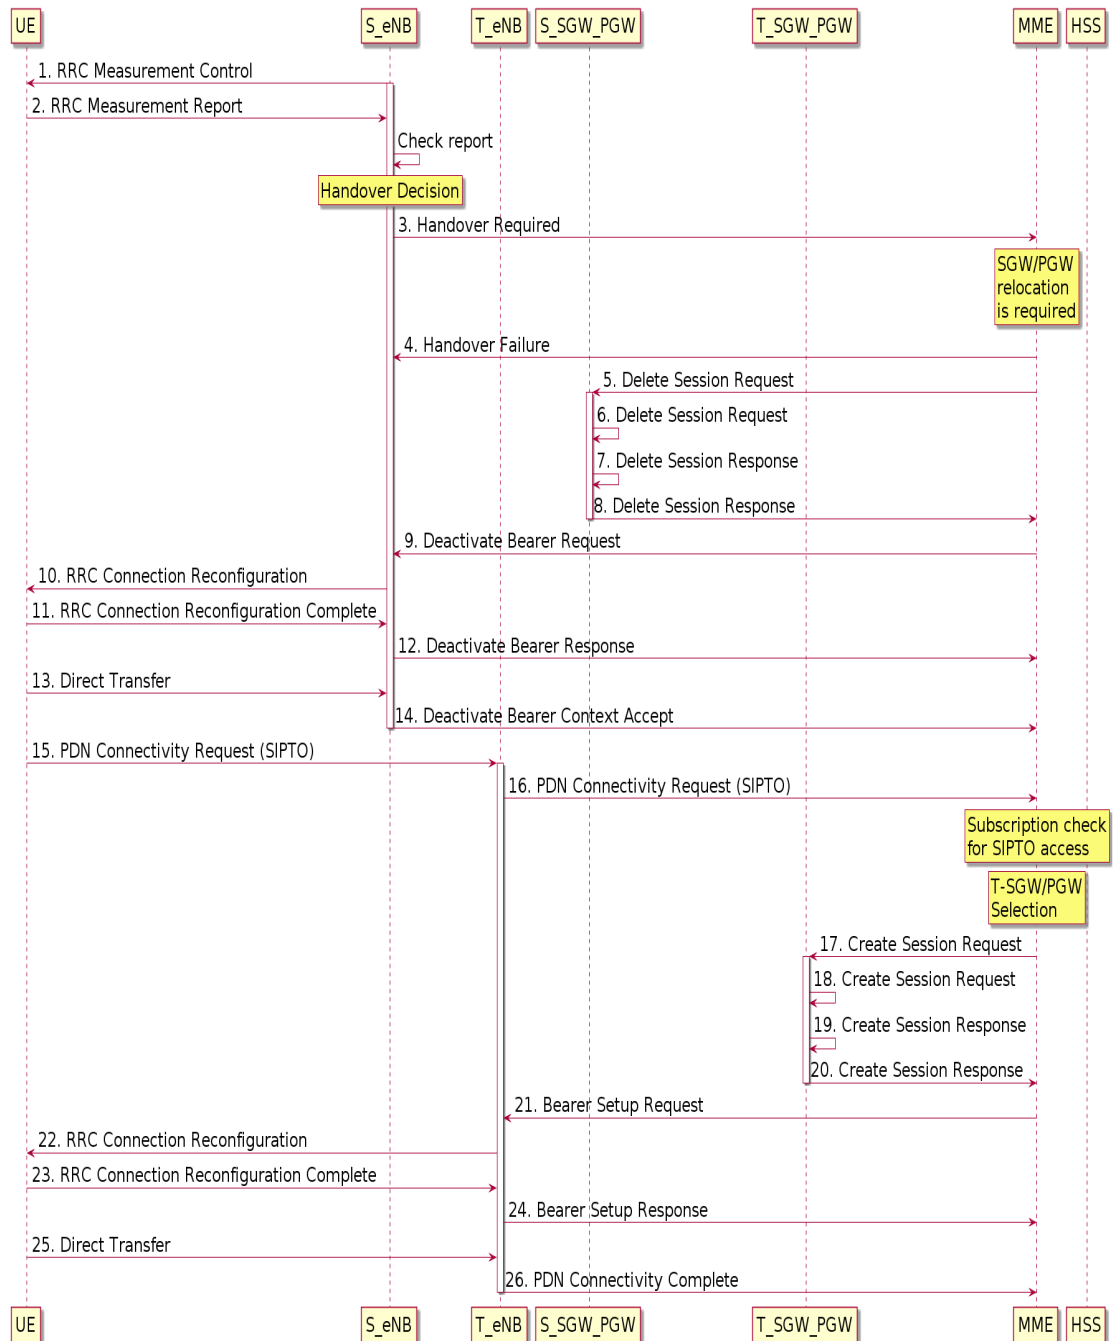 UE S_eNB T_eNB S_SGW_PGW T_SGW_PGW MME HSS
1. RRC Measurement Control
2. RRC Measurement Report
Check report
Handover Decision
3. Handover Required
SGW/PGW
relocation
is required
4. Handover Failure
5. Delete Session Request
6. Delete Session Request
7. Delete Session Response
8. Delete Session Response
9. Deactivate Bearer Request
10. RRC Connection Reconfiguration
11. RRC Connection Reconfiguration Complete
12. Deactivate Bearer Response
13. Direct Transfer
14. Deactivate Bearer Context Accept
15. PDN Connectivity Request (SIPTO)
16. PDN Connectivity Request (SIPTO)
Subscription check
for SIPTO access
T-SGW/PGW
Selection
17. Create Session Request
18. Create Session Request
19. Create Session Response
20. Create Session Response
21. Bearer Setup Request
22. RRC Connection Reconfiguration
23. RRC Connection Reconfiguration Complete
24. Bearer Setup Response
25. Direct Transfer
26. PDN Connectivity Complete
UE S_eNB T_eNB S_SGW_PGW T_SGW_PGW MME HSS